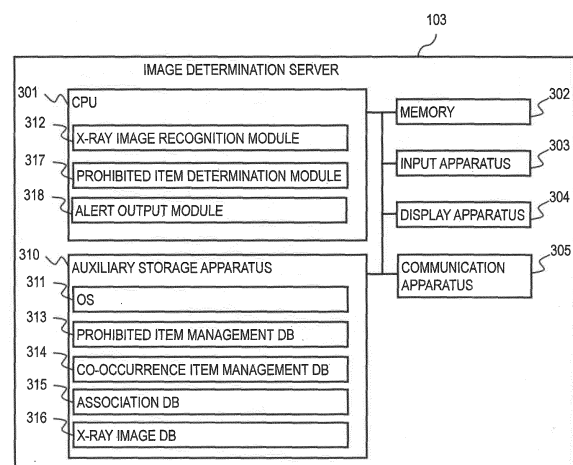 103
IMAGE DETERMINATION SERVER
301
CPU
312
X-RAY IMAGE RECOGNITION MODULE
317
PROHIBITED ITEM DETERMINATION MODULE
318
ALERT OUTPUT MODULE
302
MEMORY
303
INPUT APPARATUS
304
DISPLAY APPARATUS
305
COMMUNICATION
APPARATUS
310
AUXILIARY STORAGE APPARATUS
311
OS
313
PROHIBITED ITEM MANAGEMENT DB
314
CO-OCCURRENCE ITEM MANAGEMENT DB
315
ASSOCIATION DB
316
X-RAY IMAGE DB